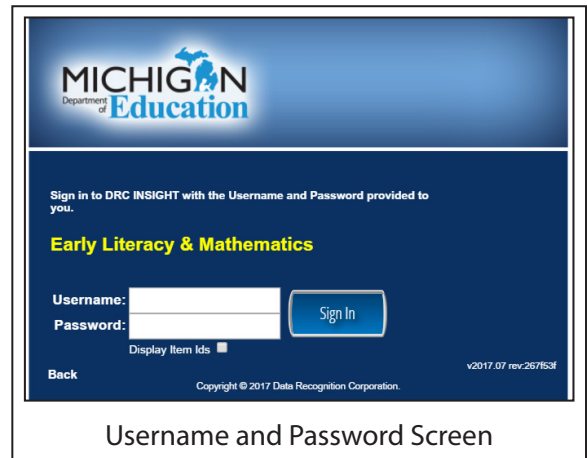 MICHIGAN
Department of Education
Sign in to DRC INSIGHT with the Username and Password provided to
you.
Early Literacy & Mathematics
Username:
Password:
Sign In
Display Item Ids
Back
v2017.07 rev:267f53f
Copyright © 2017 Data Recognition Corporation.
Username and Password Screen